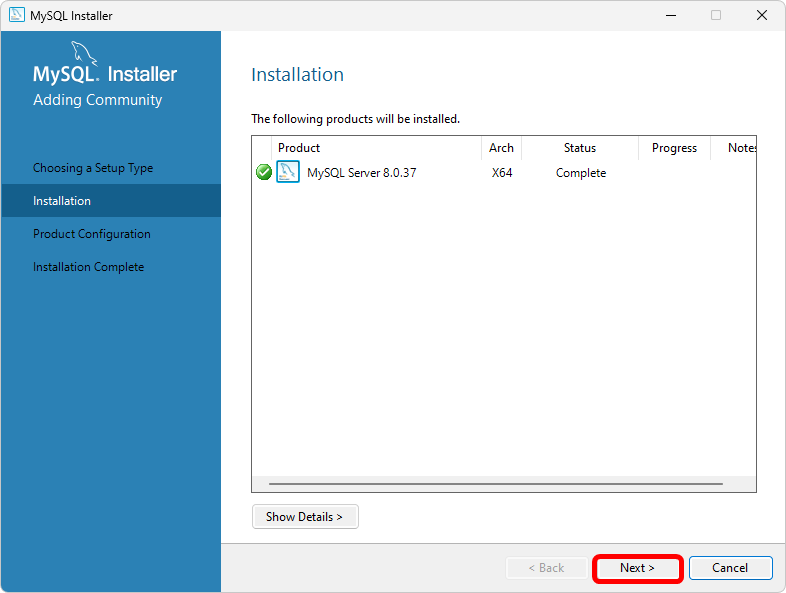 MySQL Installer
MySQL. Installer
Adding Community
Choosing a Setup Type
Installation
Product Configuration
Installation Complete
Installation
The following products will be installed.
Product Arch Status Progress Notes
MySQL Server 8.0.37 X64 Complete
Show Details >
< Back Next > Cancel